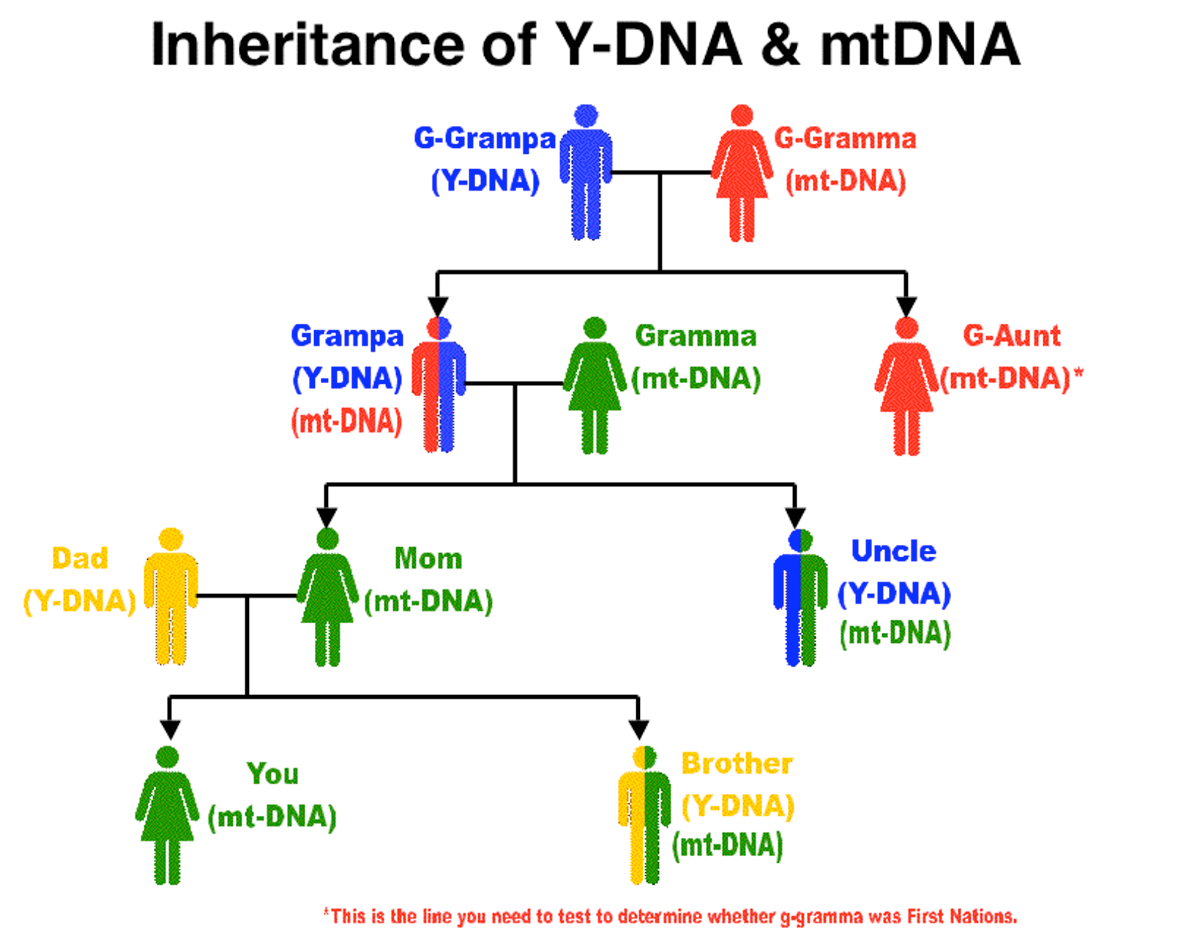 Inheritance of Y-DNA & mtDNA
G-Grampa
(Y-DNA)
G-Gramma
(mt-DNA)
Grampa
(Y-DNA)
(mt-DNA)
Gramma
(mt-DNA)
G-Aunt
(mt-DNA)*
Dad
(Y-DNA)
Mom
(mt-DNA)
Uncle
(Y-DNA)
(mt-DNA)
You
(mt-DNA)
Brother
(Y-DNA)
(mt-DNA)
*This is the line you need to test to determine whether g-gramma was First Nations.